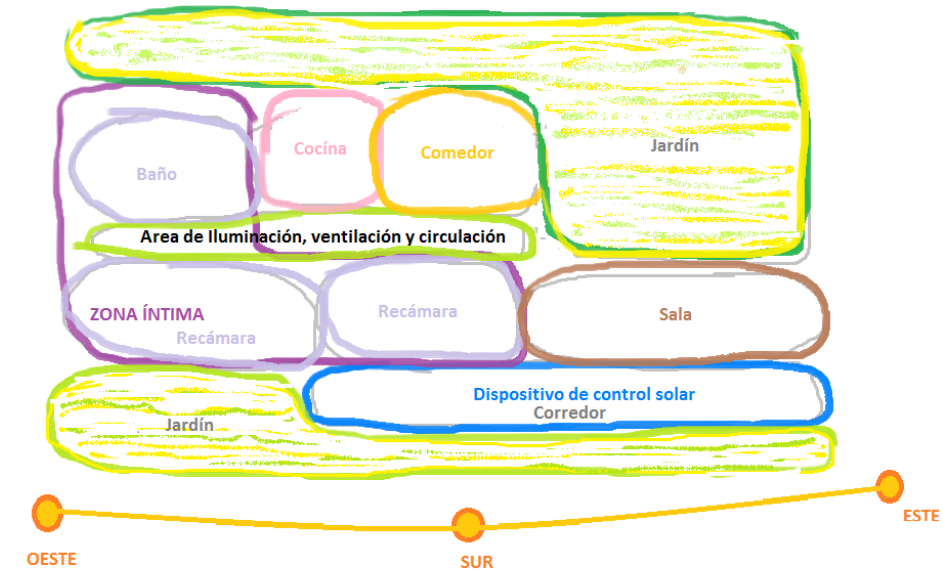 Baño
Cocína
Comedor
Jardín
Area de Iluminación, ventilación y circulación
ZONA ÍNTIMA
Recámara
Recámara
Sala
Dispositivo de control solar
Corredor
Jardín
OESTE
SUR
ESTE